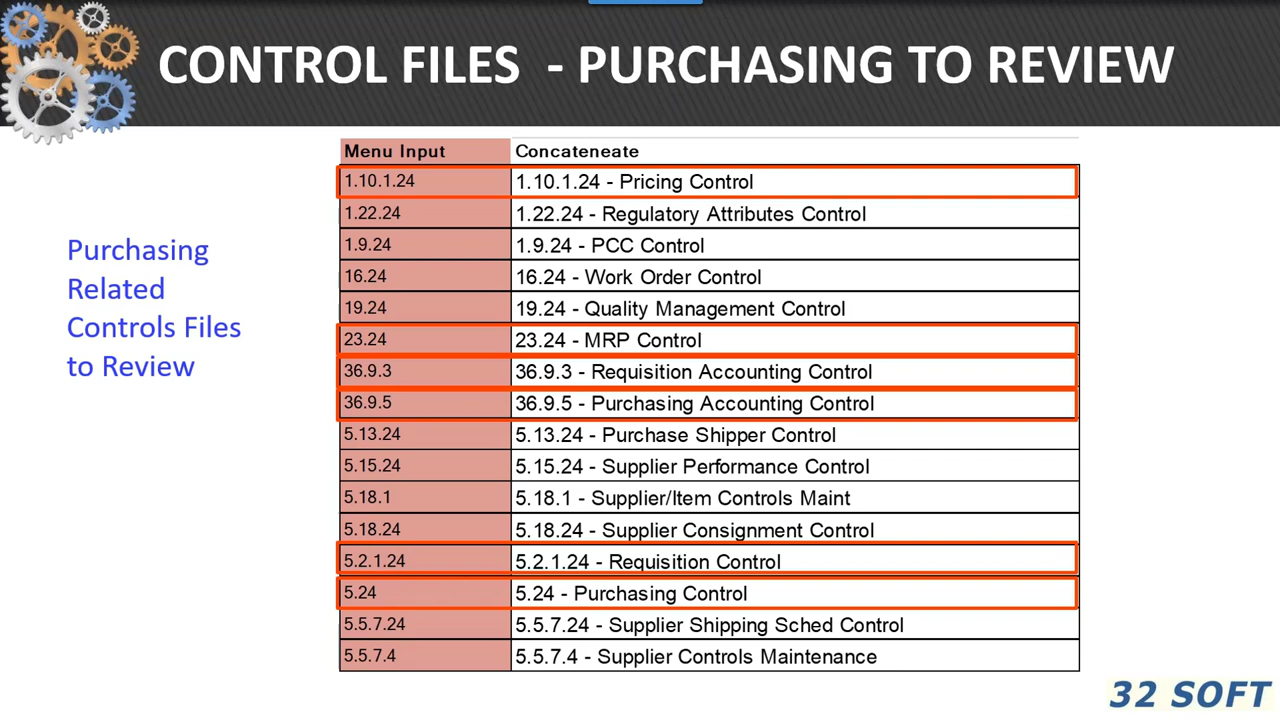 CONTROL FILES - PURCHASING TO REVIEW
Menu Input Concateneate
1.10.1.24 1.10.1.24 - Pricing Control
1.22.24 1.22.24 - Regulatory Attributes Control
1.9.24 1.9.24 - PCC Control
16.24 16.24 - Work Order Control
19.24 19.24 - Quality Management Control
23.24 23.24 - MRP Control
36.9.3 36.9.3 - Requisition Accounting Control
36.9.5 36.9.5 - Purchasing Accounting Control
5.13.24 5.13.24 - Purchase Shipper Control
5.15.24 5.15.24 - Supplier Performance Control
5.18.1 5.18.1 - Supplier/Item Controls Maint
5.18.24 5.18.24 - Supplier Consignment Control
5.2.1.24 5.2.1.24 - Requisition Control
5.24 5.24 - Purchasing Control
5.5.7.24 5.5.7.24 - Supplier Shipping Sched Control
5.5.7.4 5.5.7.4 - Supplier Controls Maintenance
Purchasing
Related
Controls Files
to Review
32 SOFT